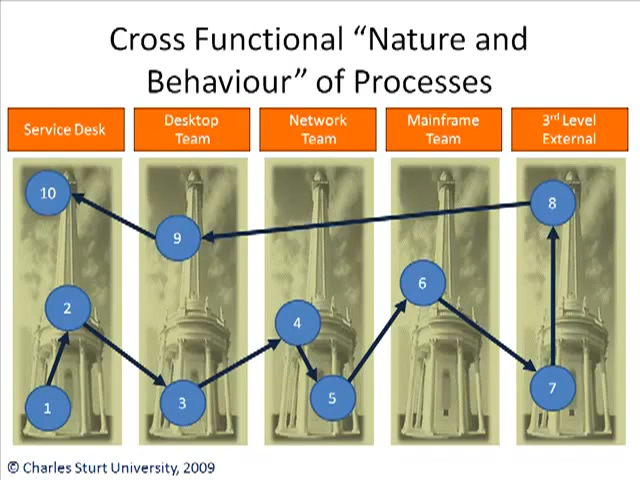 Cross Functional “Nature and
Behaviour” of Processes
Service Desk
Desktop
Team
Network
Team
Mainframe
Team
3rd Level
External
10
9
8
2
4
6
1
3
5
7
© Charles Sturt University, 2009